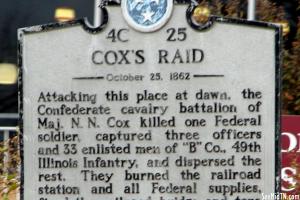 4C 25
COX'S RAID
October 25, 1862
Attacking this place at dawn, the
Confederate cavalry battalion of
Maj. N. N. Cox killed one Federal
soldier, captured three officers
and 33 enlisted men of "B" Co., 49th
Illinois Infantry, and dispersed the
rest. They burned the railroad
station and all Federal supplies,
SeeMidTN.com